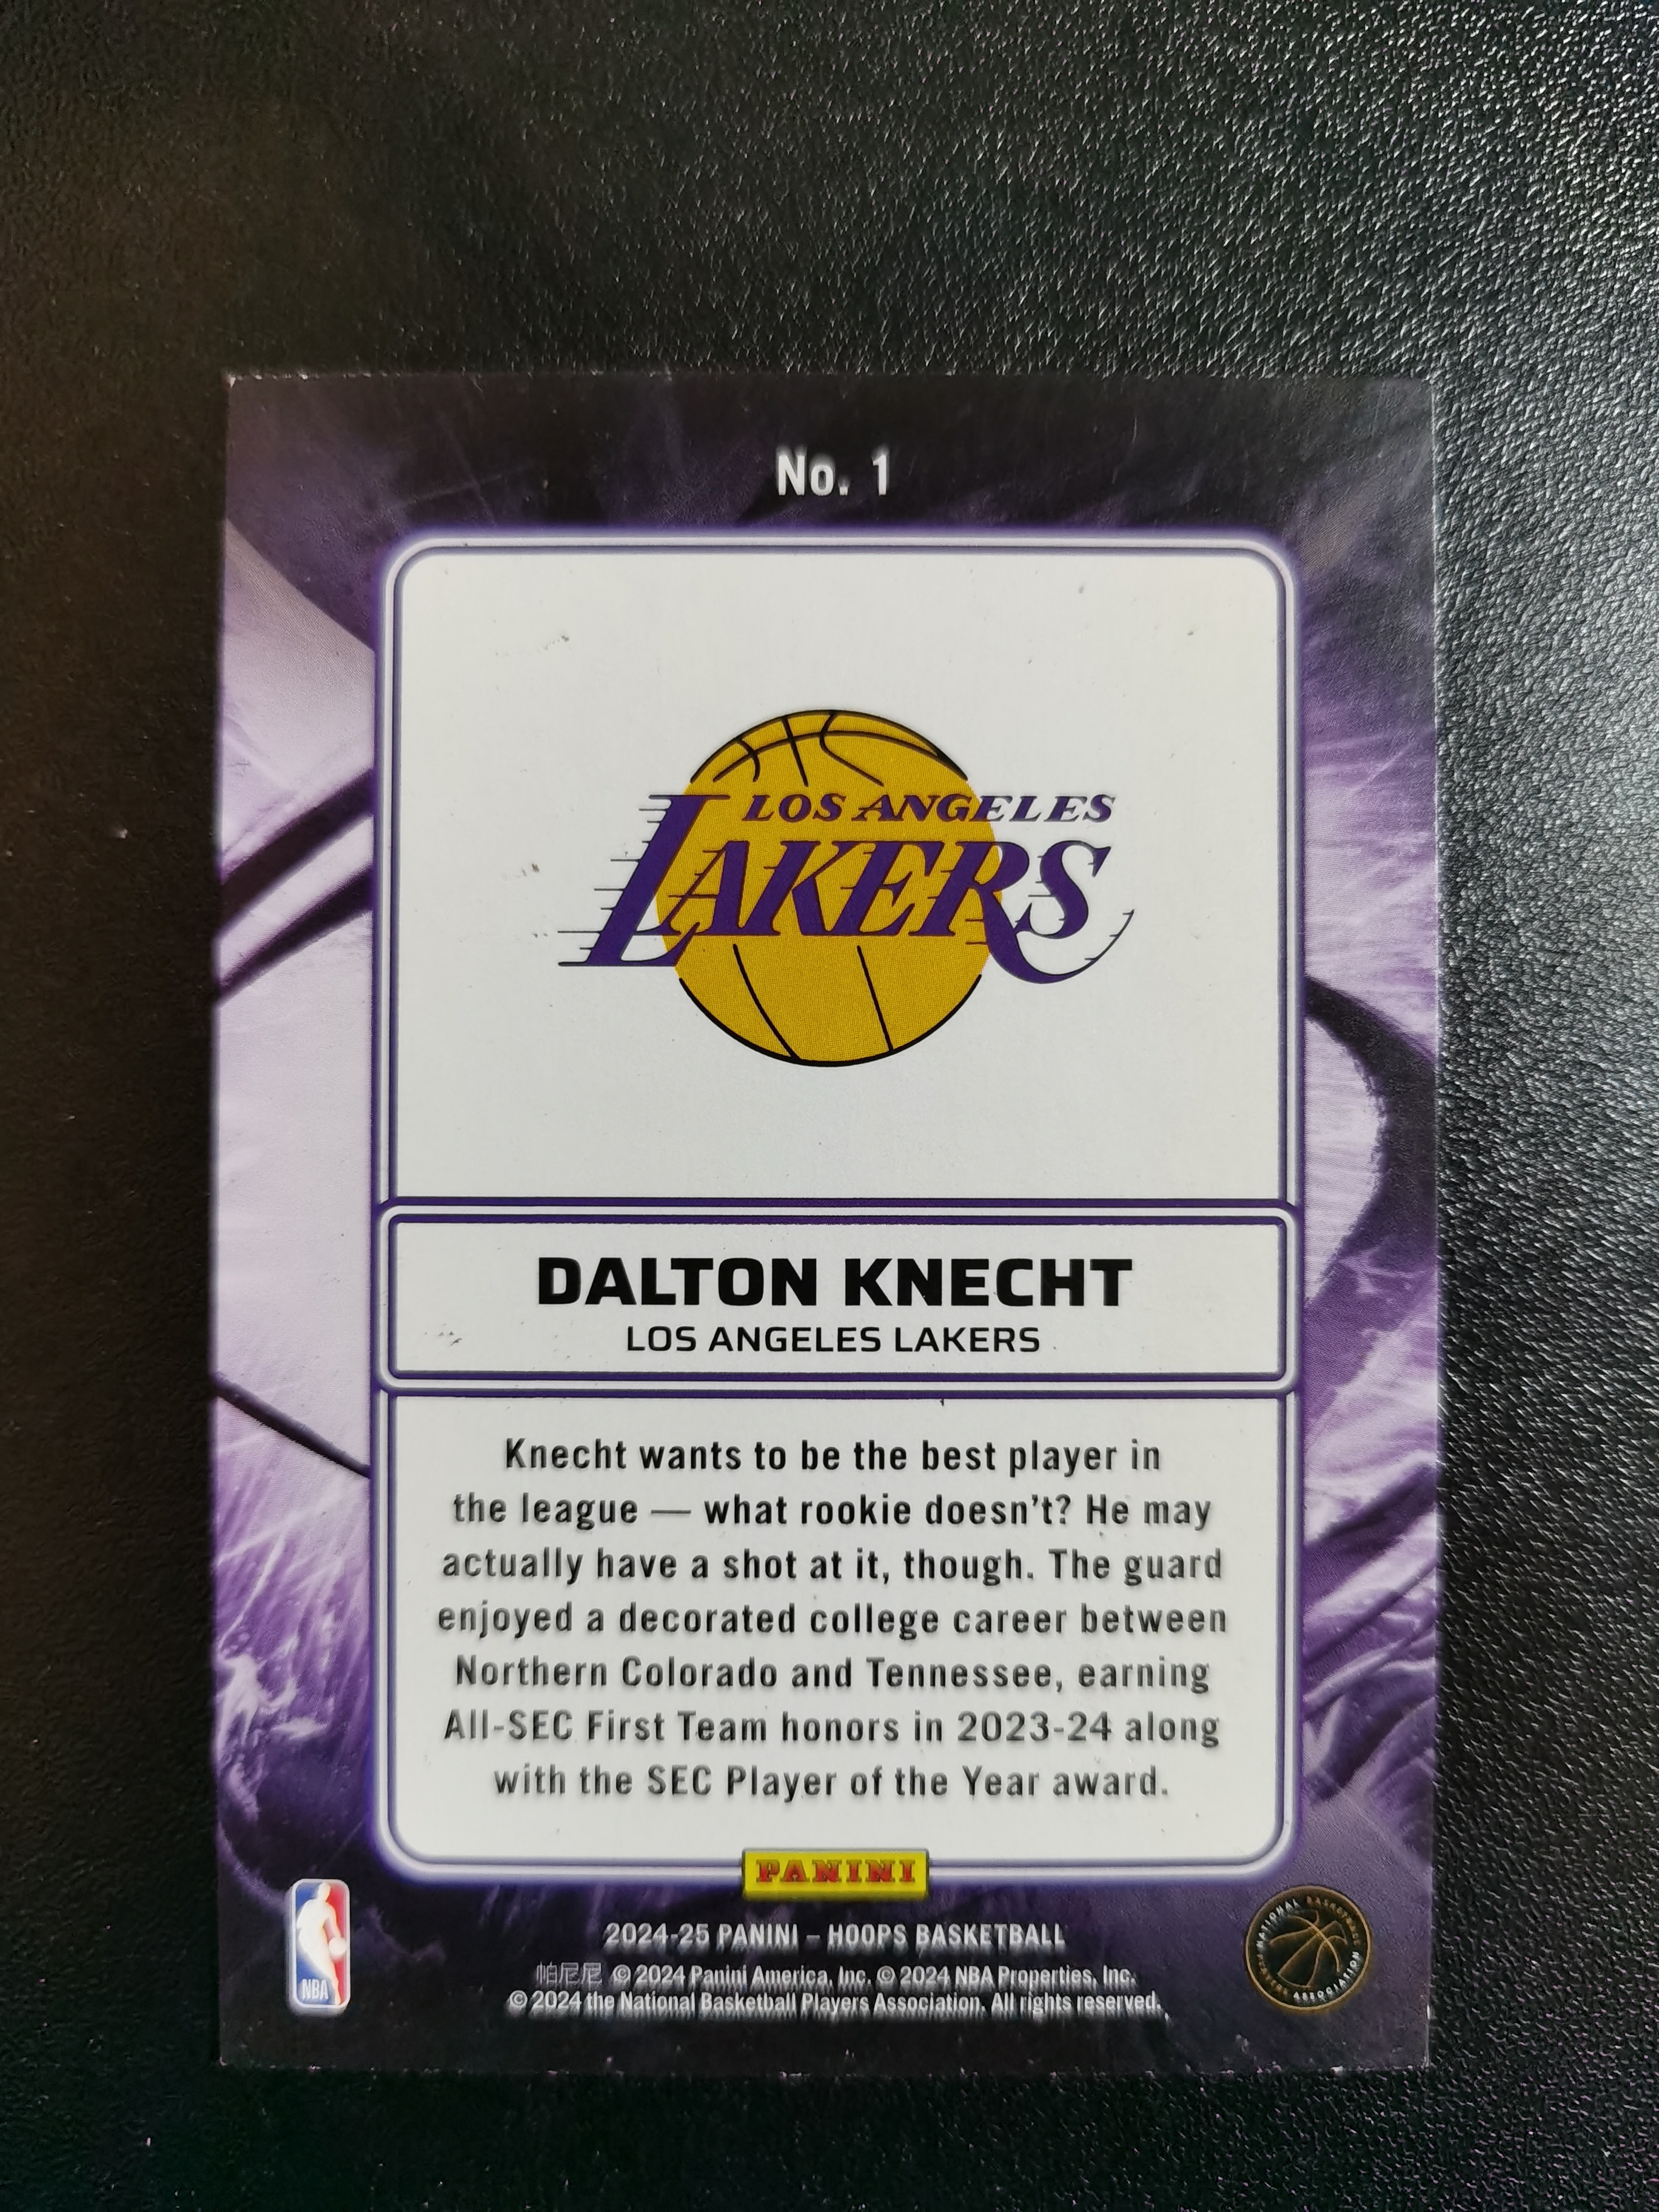 No. 1
LOS ANGELES
LAKERS
DALTON KNECHT
LOS ANGELES LAKERS
Knecht wants to be the best player in
the league — what rookie doesn't? He may
actually have a shot at it, though. The guard
enjoyed a decorated college career between
Northern Colorado and Tennessee, earning
All-SEC First Team honors in 2023-24 along
with the SEC Player of the Year award.
PANINI
2024-25 PANINI – HOOPS BASKETBALL
帕尼尼 © 2024 Panini America, Inc. © 2024 NBA Properties, Inc.
© 2024 the National Basketball Players Association. All rights reserved.
NBA
NATIONAL BASKETBALL PLAYERS ASSOCIATION